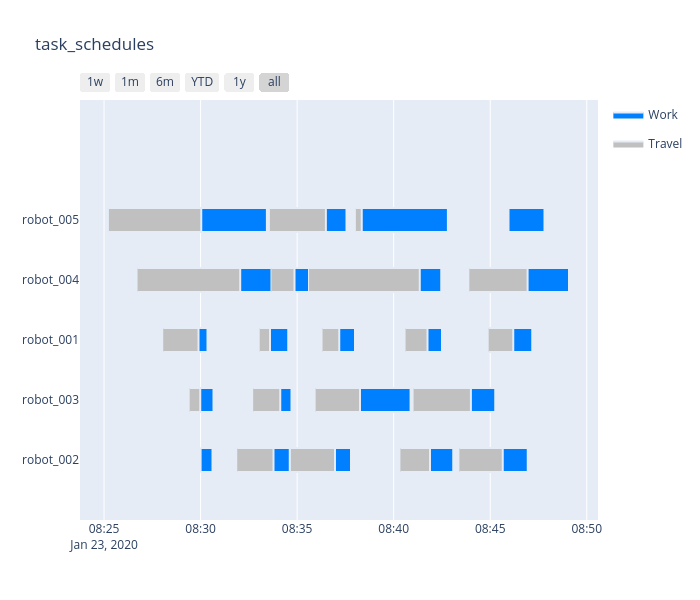 task_schedules
1w 1m 6m YTD 1y all
Work
Travel
robot_005
robot_004
robot_001
robot_003
robot_002
08:25 08:30 08:35 08:40 08:45 08:50
Jan 23, 2020